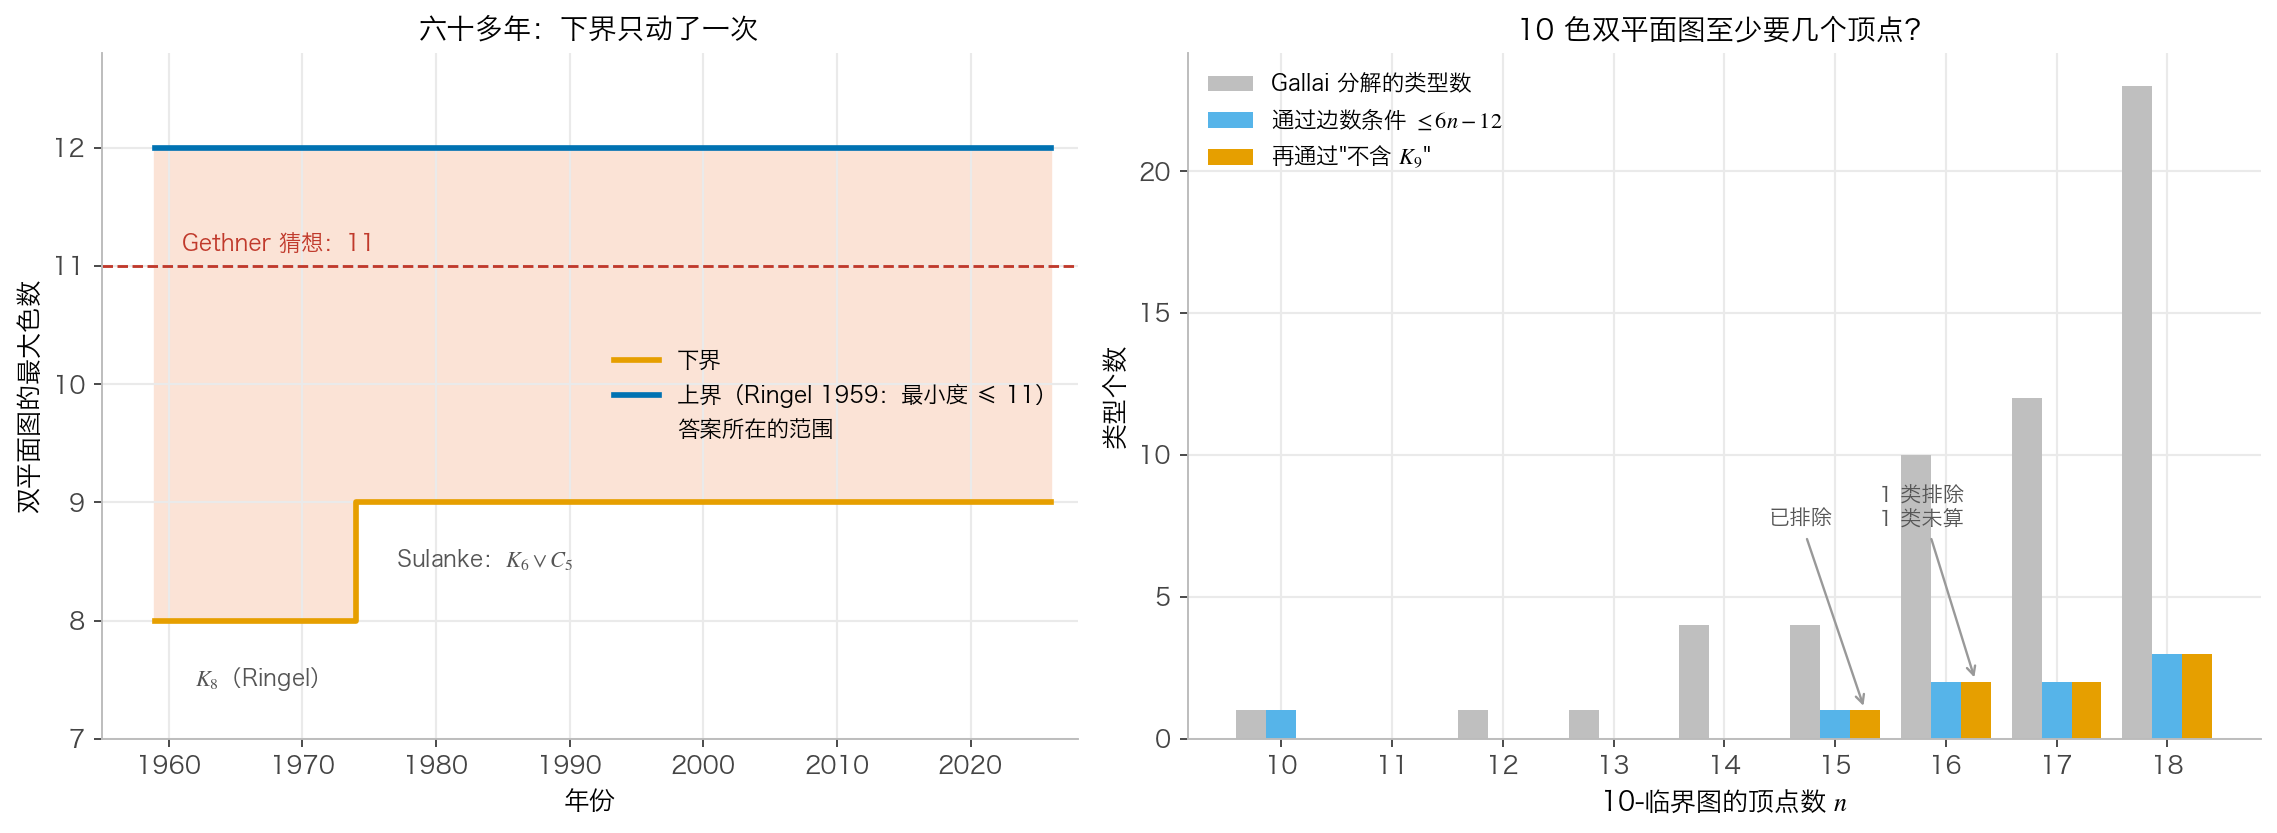 六十多年：下界只动了一次
双平面图的最大色数
12
11
10
9
8
7
Gethner 猜想：11
下界
上界（Ringel 1959：最小度 ≤ 11）
答案所在的范围
Sulanke：K₆∨C₅
K₈（Ringel）
1960 1970 1980 1990 2000 2010 2020
年份
10 色双平面图至少要几个顶点？
类型个数
20
15
10
5
0
Gallai 分解的类型数
通过边数条件 ≤6n−12
再通过"不含 K₉"
已排除
1 类排除
1 类未算
10 11 12 13 14 15 16 17 18
10-临界图的顶点数 n